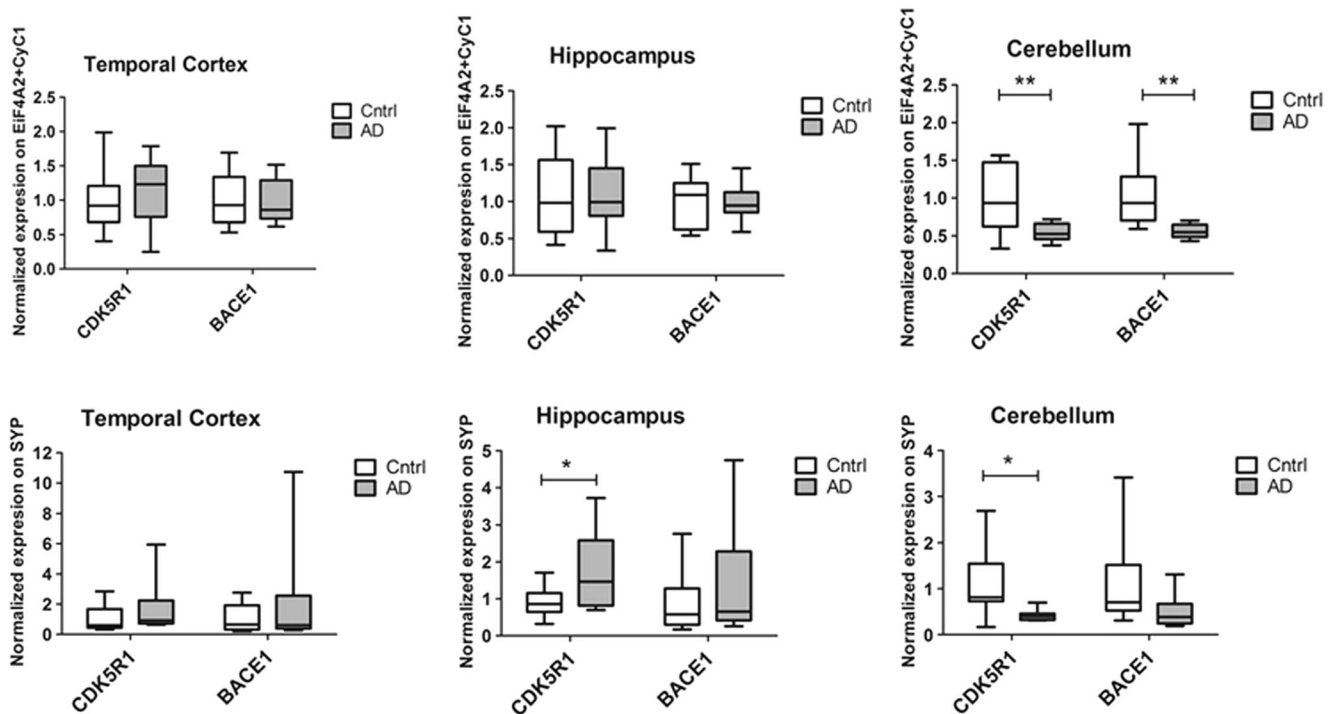 Temporal Cortex
Normalized expresion on EiF4A2+CyC1
2.5
2.0
1.5
1.0
0.5
0.0
Cntrl
AD
CDK5R1
BACE1
Hippocampus
Normalized expression on EiF4A2+CyC1
2.5
2.0
1.5
1.0
0.5
0.0
Cntrl
AD
CDK5R1
BACE1
Cerebellum
Normalized expression on EiF4A2+CyC1
2.5
2.0
1.5
1.0
0.5
0.0
**
**
Cntrl
AD
CDK5R1
BACE1
Temporal Cortex
Normalized expresion on SYP
12
10
8
6
4
2
0
Cntrl
AD
CDK5R1
BACE1
Hippocampus
Normalized expresion on SYP
5
4
3
2
1
0
*
Cntrl
AD
CDK5R1
BACE1
Cerebellum
Normalized expresion on SYP
4
3
2
1
0
*
Cntrl
AD
CDK5R1
BACE1